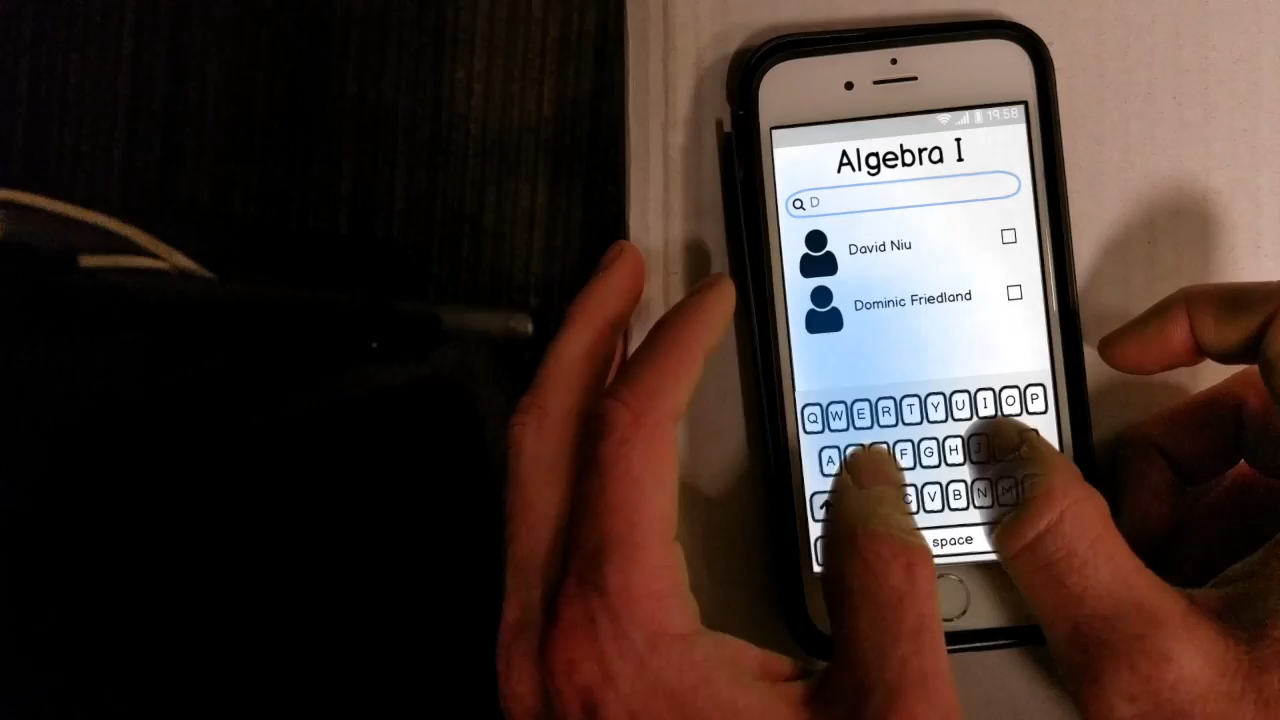 19:58
Algebra I
D
David Niu
Dominic Friedland
Q W E R T Y U I O P
A F G H J
C V B N M
space